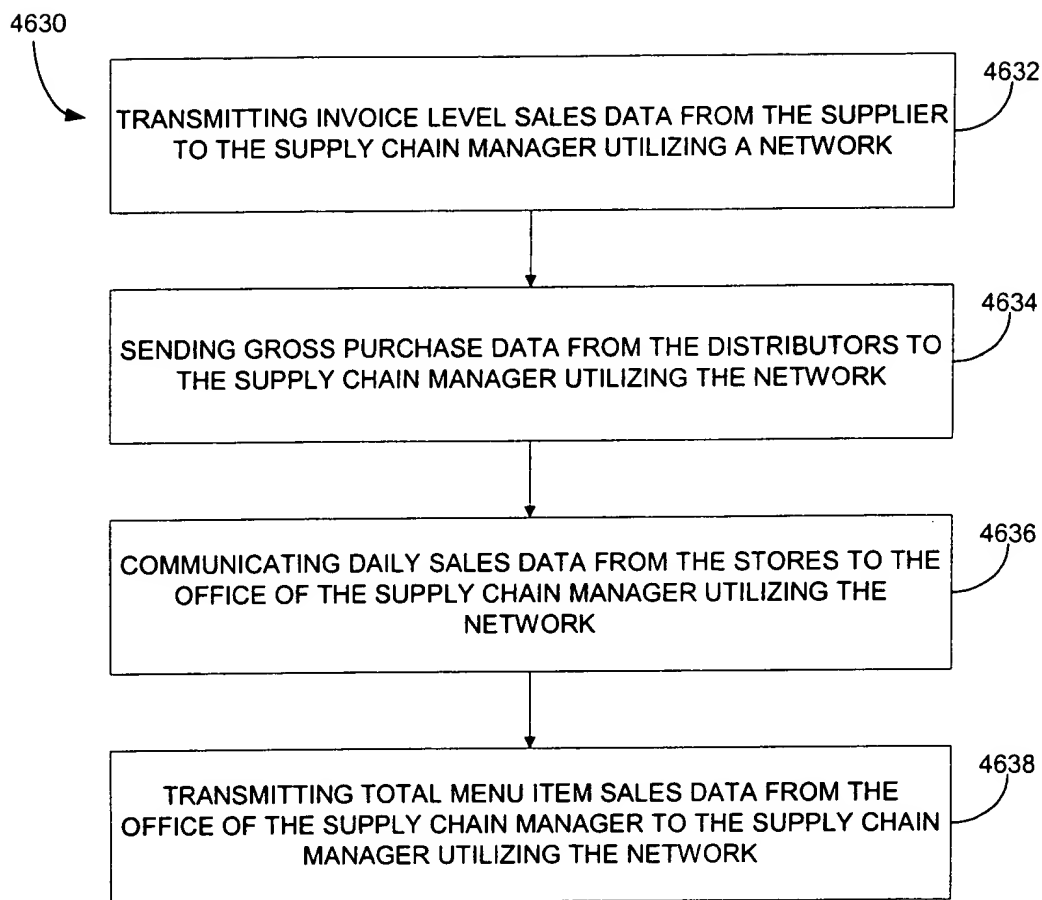 4630
4632
TRANSMITTING INVOICE LEVEL SALES DATA FROM THE SUPPLIER
TO THE SUPPLY CHAIN MANAGER UTILIZING A NETWORK
4634
SENDING GROSS PURCHASE DATA FROM THE DISTRIBUTORS TO
THE SUPPLY CHAIN MANAGER UTILIZING THE NETWORK
4636
COMMUNICATING DAILY SALES DATA FROM THE STORES TO THE
OFFICE OF THE SUPPLY CHAIN MANAGER UTILIZING THE
NETWORK
4638
TRANSMITTING TOTAL MENU ITEM SALES DATA FROM THE
OFFICE OF THE SUPPLY CHAIN MANAGER TO THE SUPPLY CHAIN
MANAGER UTILIZING THE NETWORK